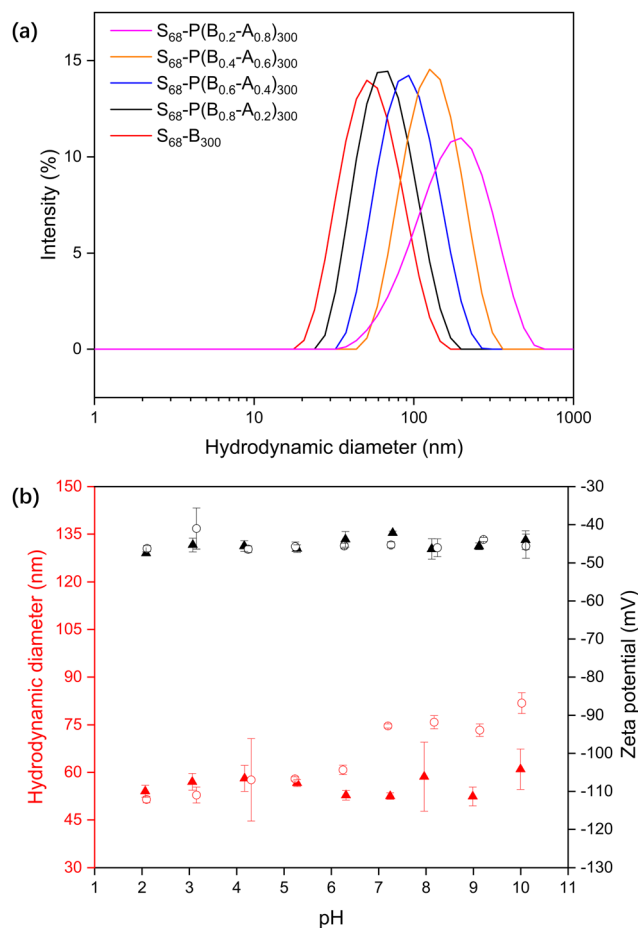 (a)
S68-P(B0.2-A0.8)300
S68-P(B0.4-A0.6)300
S68-P(B0.6-A0.4)300
S68-P(B0.8-A0.2)300
S68-B300
Intensity (%)
15
10
5
0
1 10 100 1000
Hydrodynamic diameter (nm)
(b)
Hydrodynamic diameter (nm)
150
135
120
105
90
75
60
45
30
-30
-40
-50
-60
-70
-80
-90
-100
-110
-120
-130
Zeta potential (mV)
1 2 3 4 5 6 7 8 9 10 11
pH